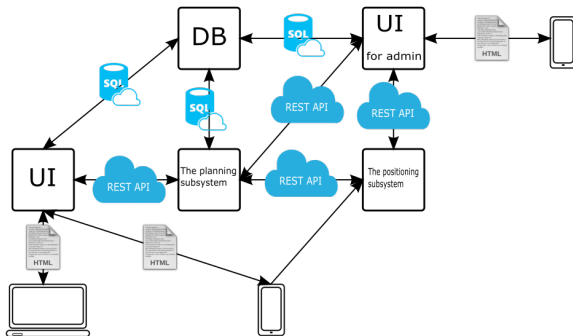 DB
SQL
UI
for admin
HTML
SQL
SQL
REST API
REST API
UI
REST API
The planning
subsystem
REST API
The positioning
subsystem
HTML
HTML